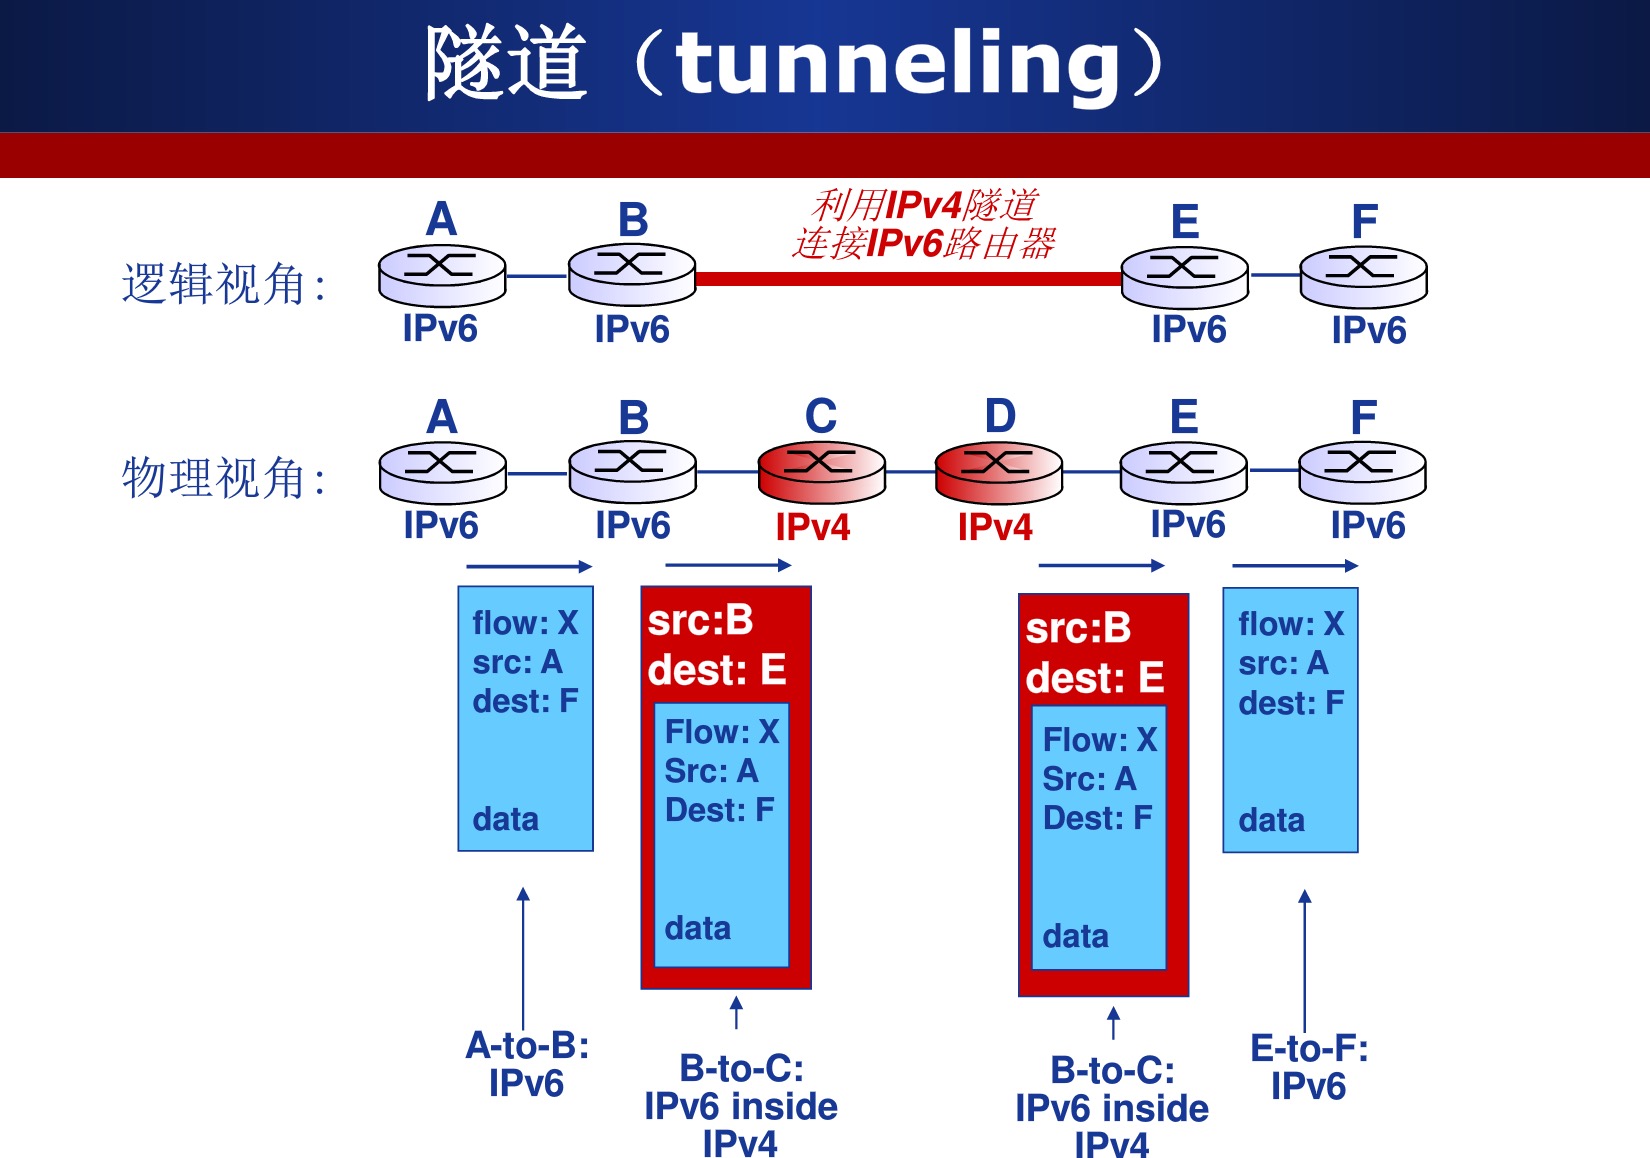 隧道（tunneling）
利用IPv4隧道
连接IPv6路由器
A
B
E
F
逻辑视角：
IPv6
IPv6
IPv6
IPv6
A
B
C
D
E
F
物理视角：
IPv6
IPv6
IPv4
IPv4
IPv6
IPv6
flow: X
src: A
dest: F
data
src:B
dest: E
Flow: X
Src: A
Dest: F
data
src:B
dest: E
Flow: X
Src: A
Dest: F
data
flow: X
src: A
dest: F
data
A-to-B:
IPv6
B-to-C:
IPv6 inside
IPv4
B-to-C:
IPv6 inside
IPv4
E-to-F:
IPv6